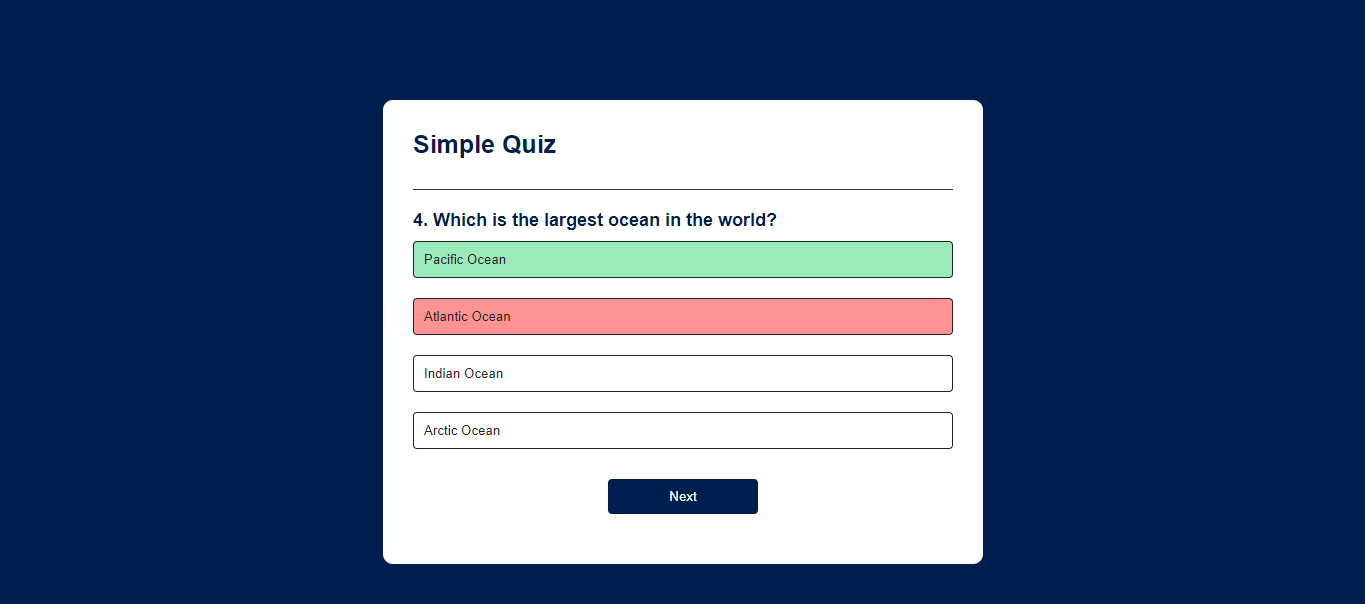 Simple Quiz
4. Which is the largest ocean in the world?
Pacific Ocean
Atlantic Ocean
Indian Ocean
Arctic Ocean
Next